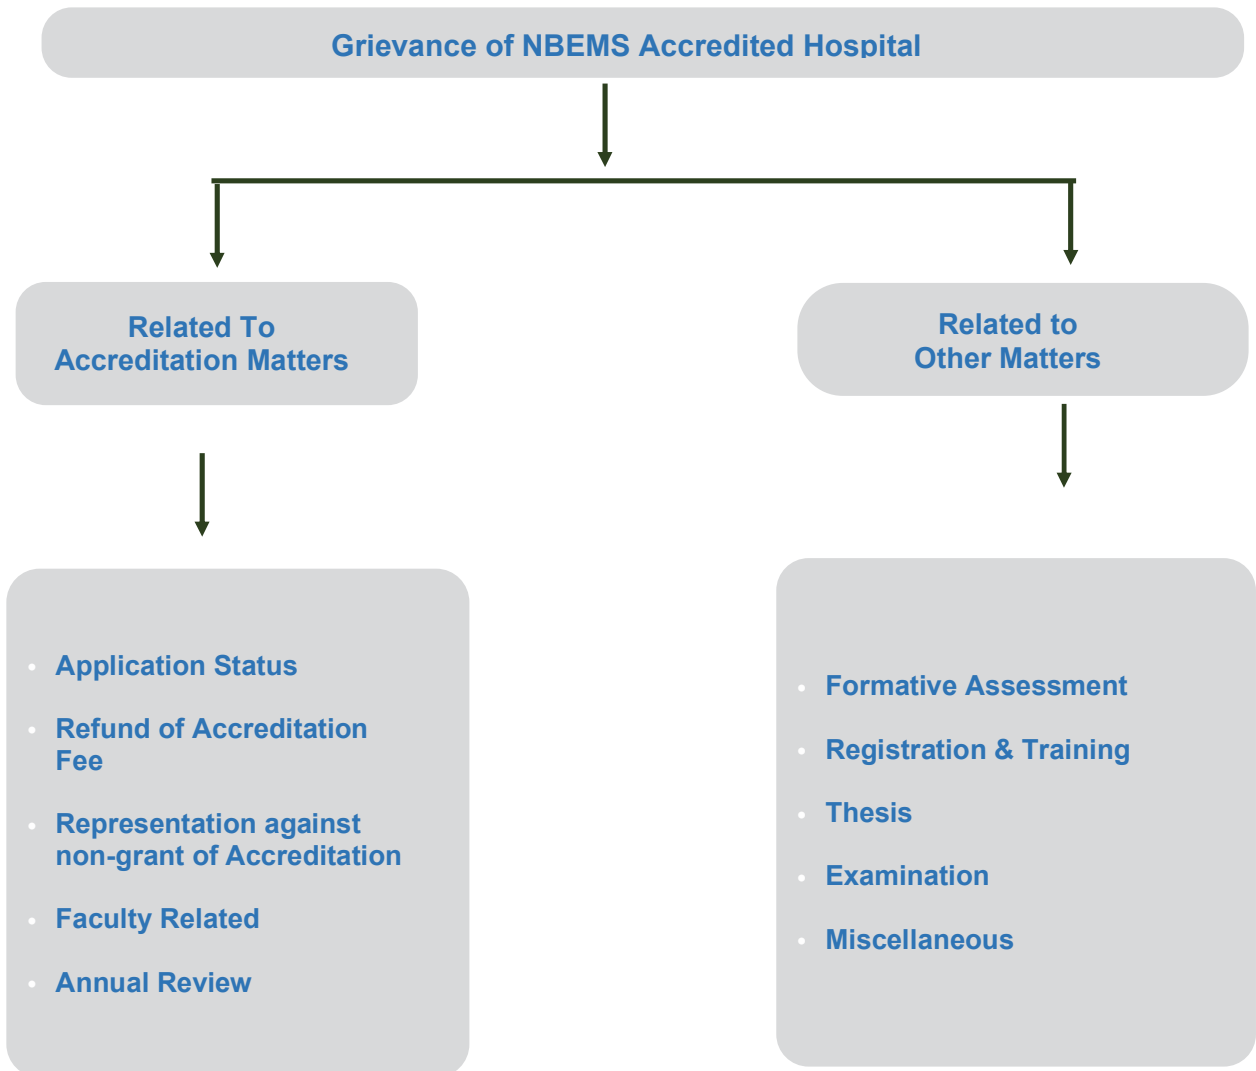 Grievance of NBEMS Accredited Hospital
Related To
Accreditation Matters
Related to
Other Matters
• Application Status
• Refund of Accreditation
Fee
• Representation against
non-grant of Accreditation
• Faculty Related
• Annual Review
• Formative Assessment
• Registration & Training
• Thesis
• Examination
• Miscellaneous